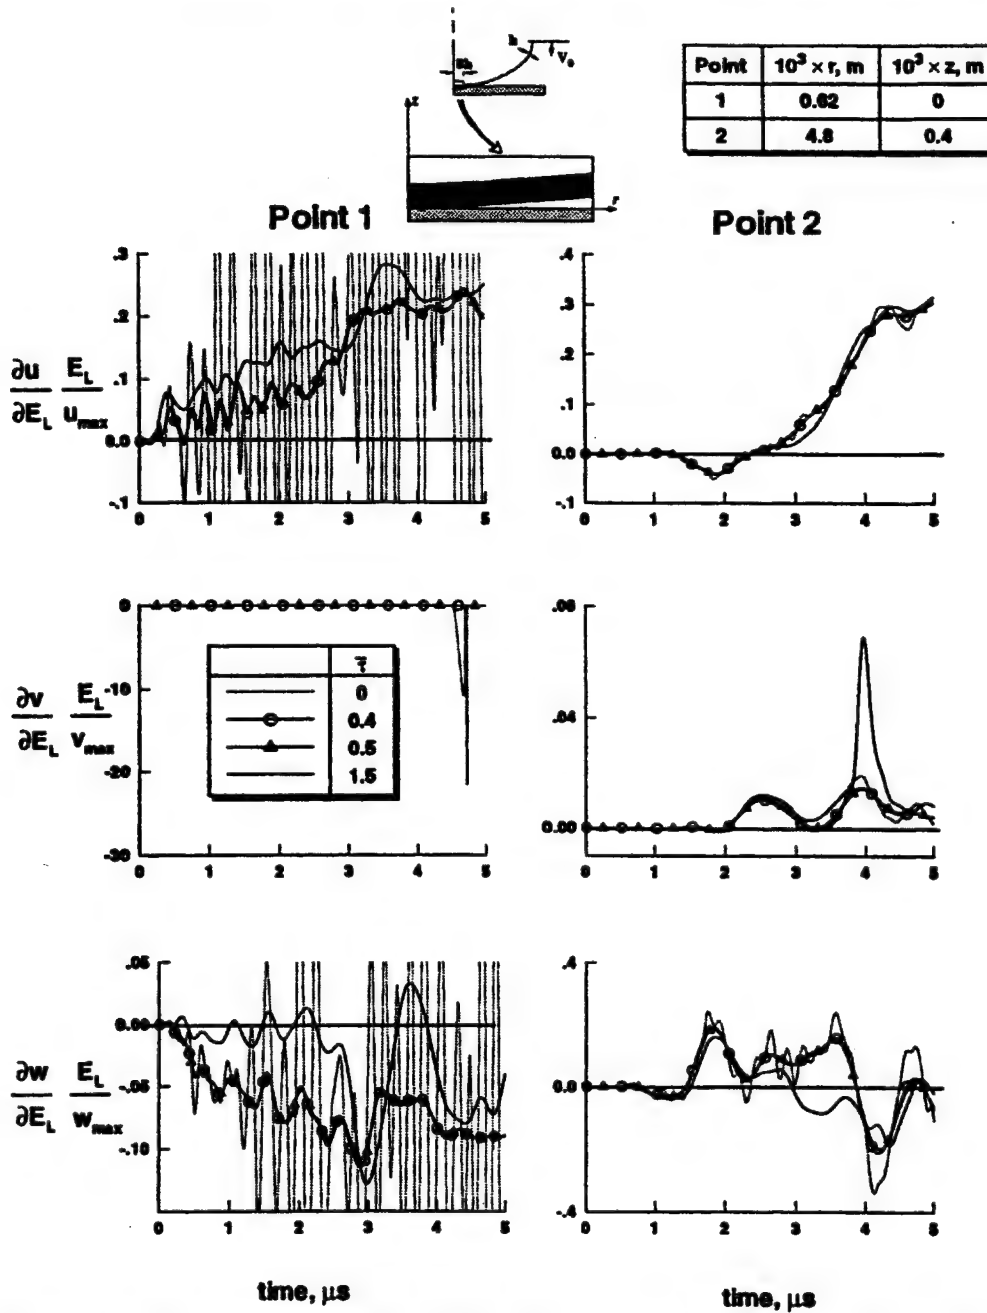 h
V₀
8h
z
r
Point 10³ × r, m 10³ × z, m
1 0.62 0
2 4.8 0.4
Point 1
Point 2
∂u/∂E_L E_L/u_max
.3
.2
.1
0.0
-.1
0 1 2 3 4 5
.4
.3
.2
.1
0.0
-.1
0 1 2 3 4 5
∂v/∂E_L E_L/v_max
0
-10
-20
-30
0 1 2 3 4 5
τ̄
0
0.4
0.5
1.5
.08
.04
0.00
0 1 2 3 4 5
∂w/∂E_L E_L/w_max
.05
0.00
-.05
-.10
0 1 2 3 4 5
time, μs
.4
0.0
-.4
0 1 2 3 4 5
time, μs